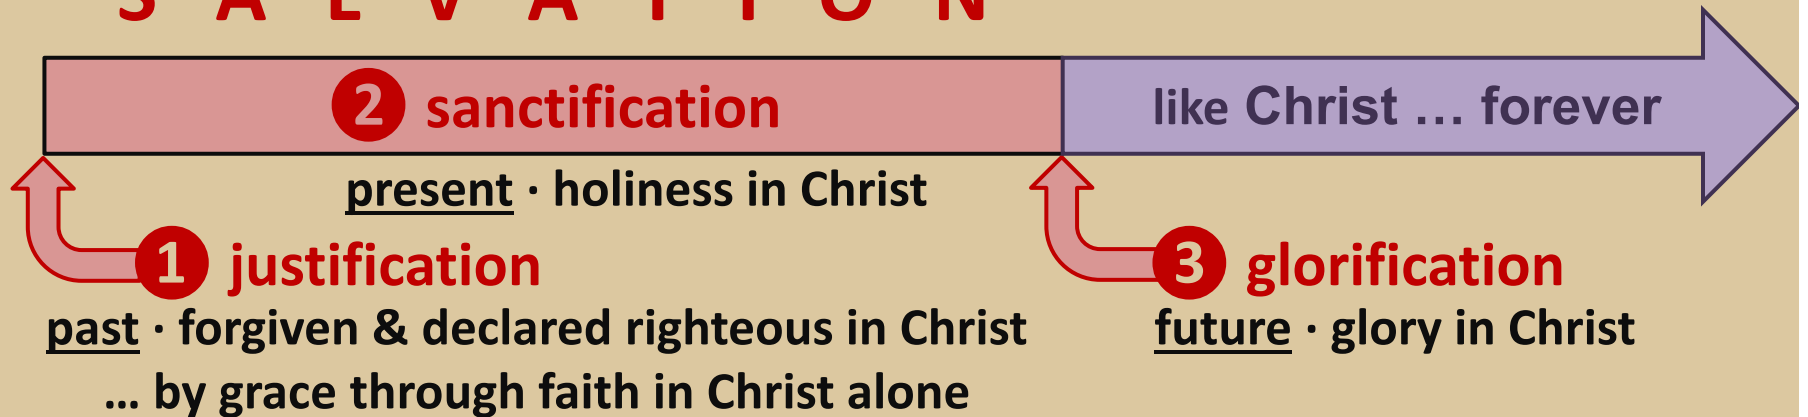 S A L V A T I O N
2 sanctification
like Christ … forever
present · holiness in Christ
1 justification
3 glorification
past · forgiven & declared righteous in Christ
future · glory in Christ
… by grace through faith in Christ alone